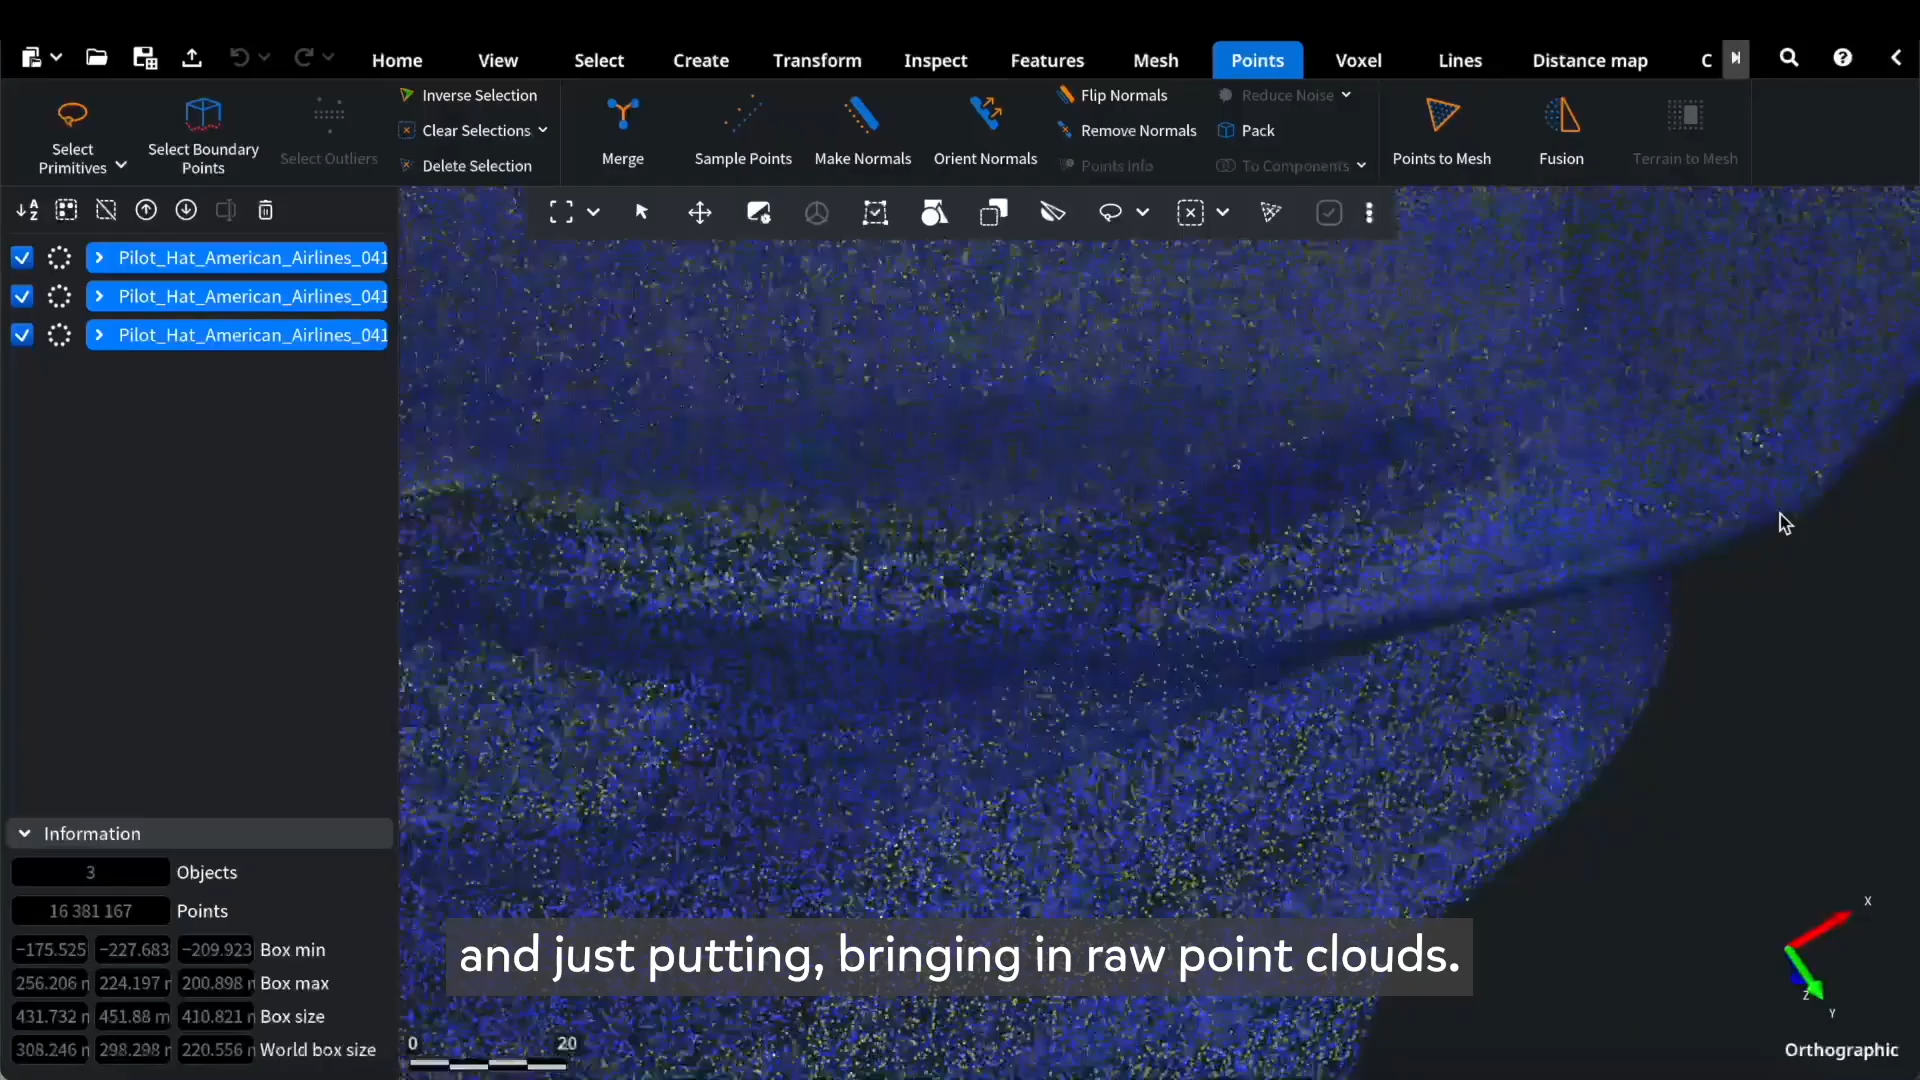 Home View Select Create Transform Inspect Features Mesh Points Voxel Lines Distance map C
Select Primitives
Select Boundary Points
Select Outliers
Inverse Selection
Clear Selections
Delete Selection
Merge
Sample Points
Make Normals
Orient Normals
Flip Normals
Remove Normals
Points Info
Reduce Noise
Pack
To Components
Points to Mesh
Fusion
Terrain to Mesh
Pilot_Hat_American_Airlines_041
Pilot_Hat_American_Airlines_041
Pilot_Hat_American_Airlines_041
Information
3 Objects
16 381 167 Points
-175.525 -227.683 -209.923 Box min
256.206 224.197 200.898 Box max
431.732 451.88 m 410.821 Box size
308.246 298.298 220.556 World box size
and just putting, bringing in raw point clouds.
0 20
X
Z
Y
Orthographic